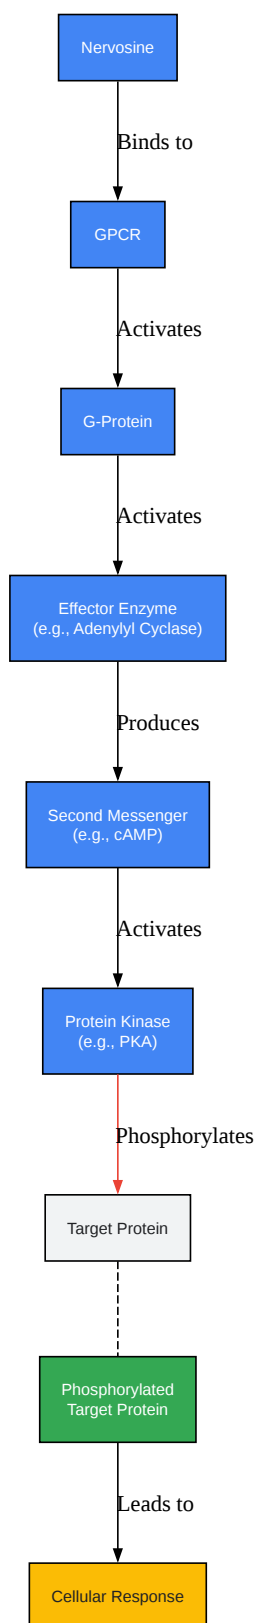 Nervosine
Binds to
GPCR
Activates
G-Protein
Activates
Effector Enzyme
(e.g., Adenylyl Cyclase)
Produces
Second Messenger
(e.g., cAMP)
Activates
Protein Kinase
(e.g., PKA)
Phosphorylates
Target Protein
Phosphorylated
Target Protein
Leads to
Cellular Response